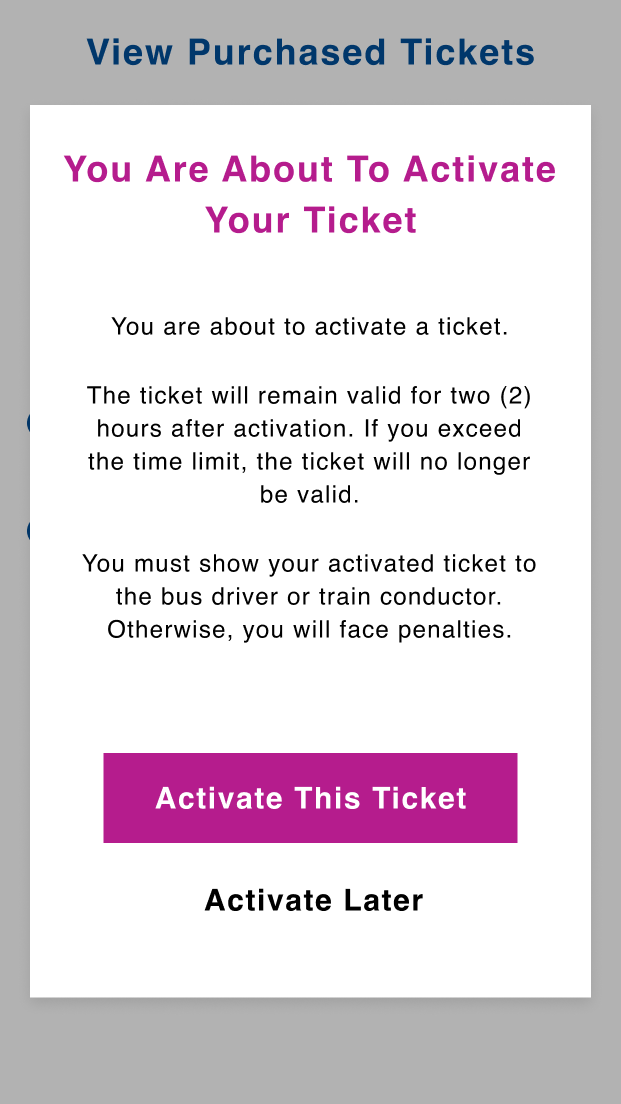 View Purchased Tickets
You Are About To Activate
Your Ticket
You are about to activate a ticket.
The ticket will remain valid for two (2)
hours after activation. If you exceed
the time limit, the ticket will no longer
be valid.
You must show your activated ticket to
the bus driver or train conductor.
Otherwise, you will face penalties.
Activate This Ticket
Activate Later